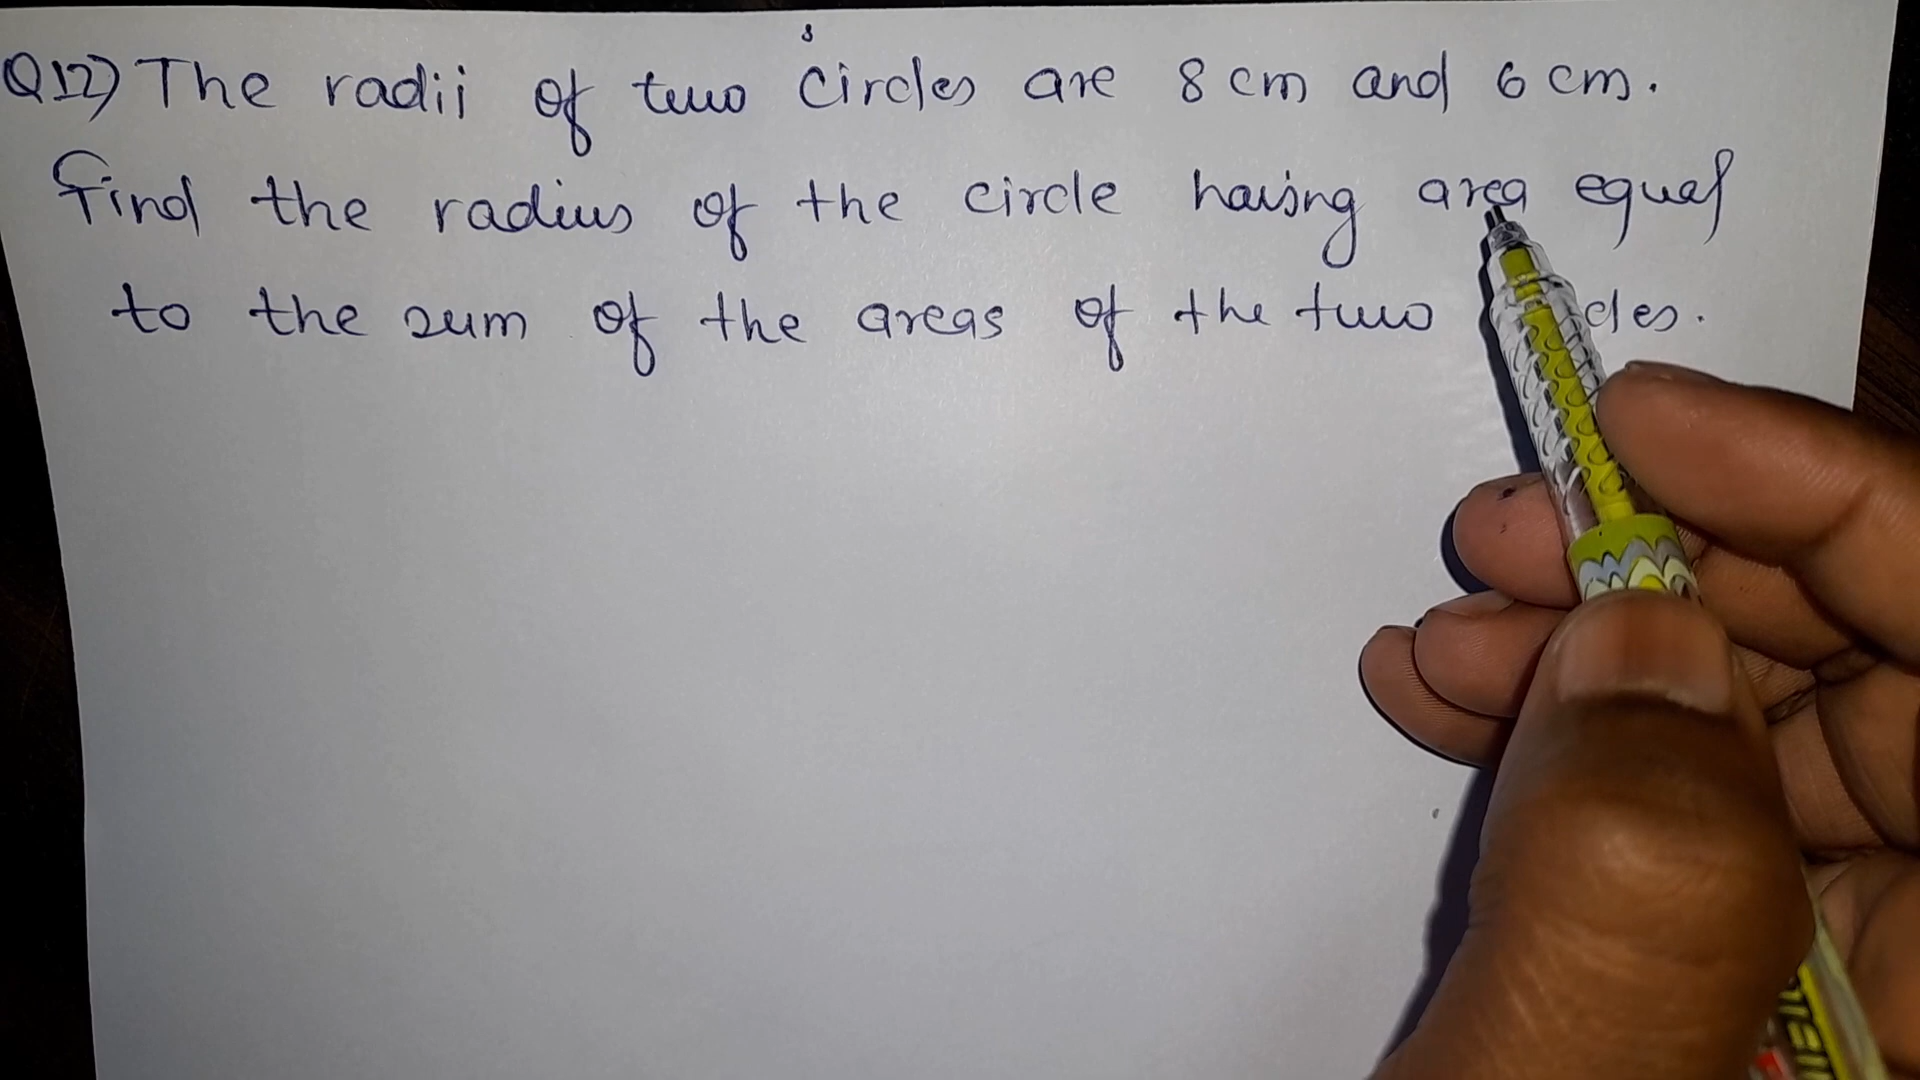 Q12) The radii of two circles are 8 cm and 6 cm.
Find the radius of the circle having area equal
to the sum of the areas of the two cles.